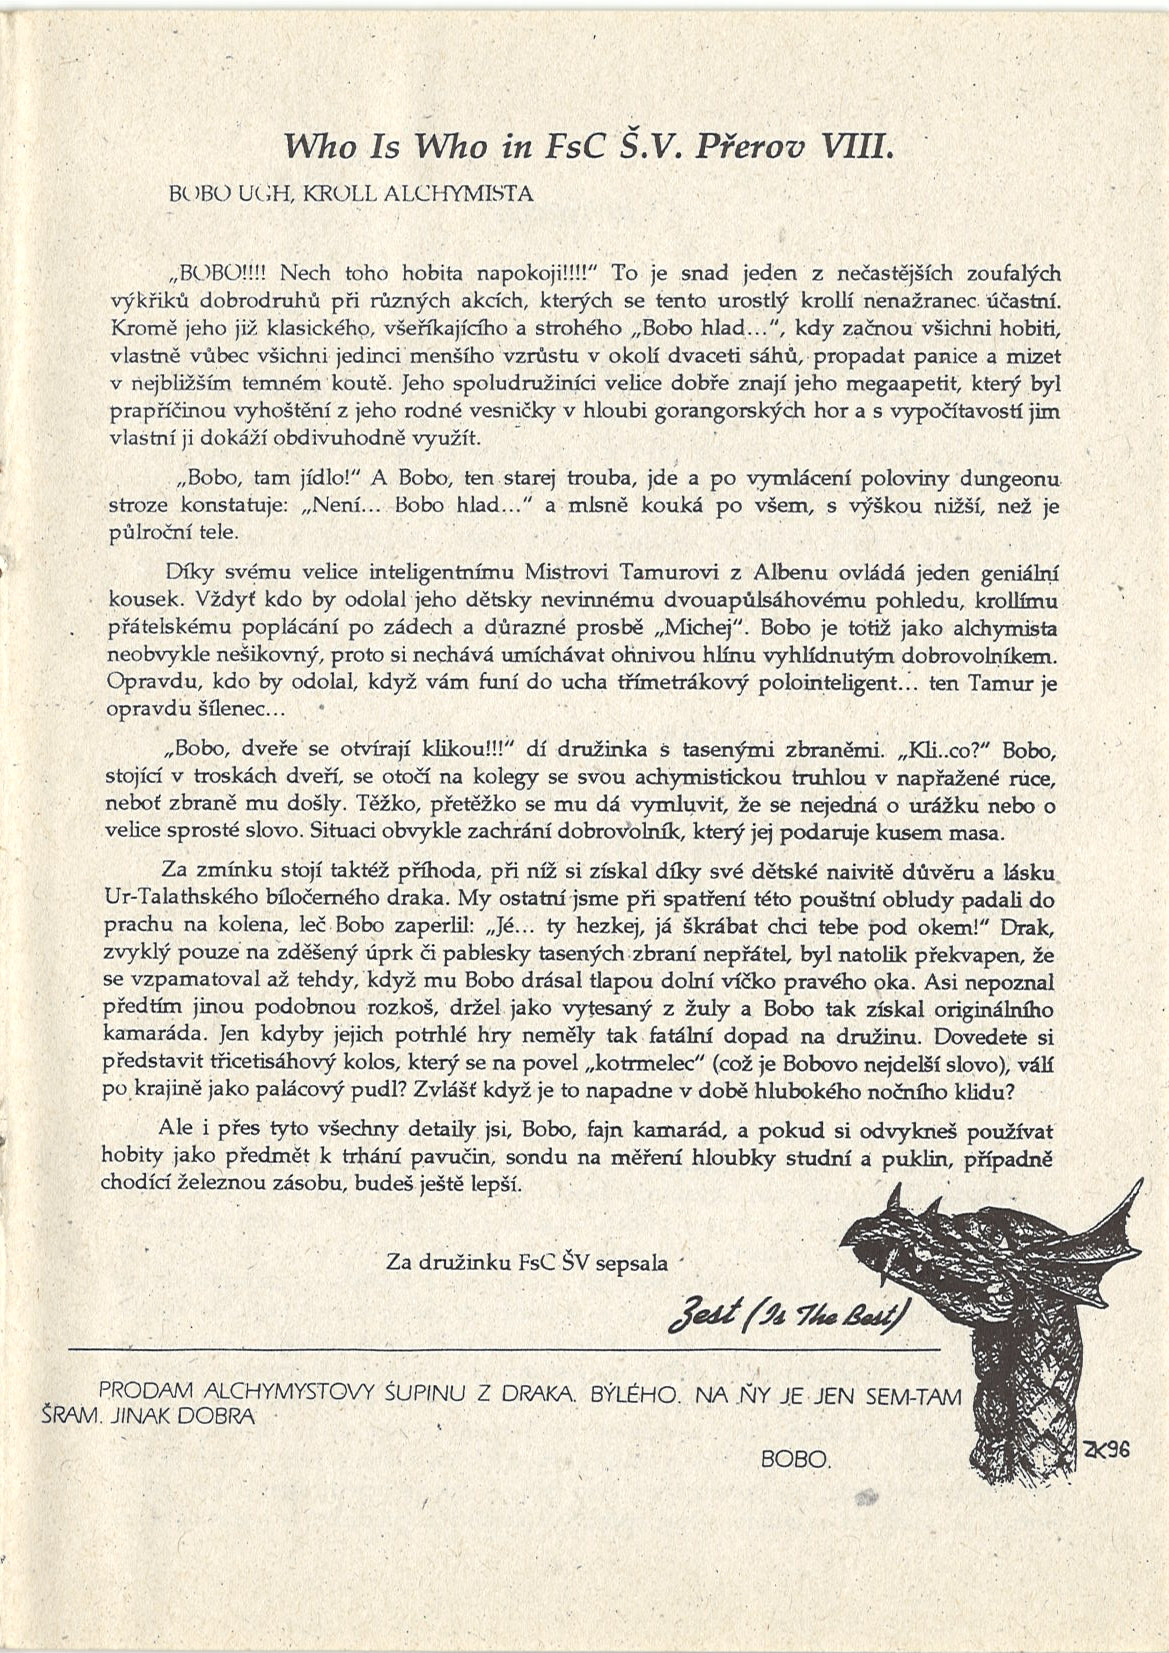 Who Is Who in FsC Š.V. Přerov VIII.
BOBO UGH, KROLL ALCHYMISTA
„BOBO!!!! Nech toho hobita napokoji!!!!" To je snad jeden z nečastějších zoufalých
výkřiků dobrodruhů při různých akcích, kterých se tento urostlý krollí nenažranec účastní.
Kromě jeho již klasického, všeříkajícího a strohého „Bobo hlad...", kdy začnou všichni hobiti,
vlastně vůbec všichni jedinci menšího vzrůstu v okolí dvaceti sáhů, propadat panice a mizet
v nejbližším temném koutě. Jeho spoludružiníci velice dobře znají jeho megaapetit, který byl
prapříčinou vyhoštění z jeho rodné vesničky v hloubi gorangorských hor a s vypočítavostí jim
vlastní ji dokáží obdivuhodně využít.
„Bobo, tam jídlo!" A Bobo, ten starej trouba, jde a po vymlácení poloviny dungeonu
stroze konstatuje: „Není... Bobo hlad..." a mlsně kouká po všem, s výškou nižší, než je
půlroční tele.
Díky svému velice inteligentnímu Mistrovi Tamurovi z Albenu ovládá jeden geniální
kousek. Vždyť kdo by odolal jeho dětsky nevinnému dvouapůlsáhovému pohledu, krollímu
přátelskému poplácání po zádech a důrazné prosbě „Michej". Bobo je totiž jako alchymista
neobvykle nešikovný, proto si nechává umíchávat ohnivou hlínu vyhlídnutým dobrovolníkem.
Opravdu, kdo by odolal, když vám funí do ucha třímetrákový polointeligent... ten Tamur je
opravdu šílenec...
„Bobo, dveře se otvírají klikou!!!" dí družinka s tasenými zbraněmi. „Kli..co?" Bobo,
stojící v troskách dveří, se otočí na kolegy se svou achymistickou truhlou v napřažené ruce,
neboť zbraně mu došly. Těžko, přetěžko se mu dá vymluvit, že se nejedná o urážku nebo o
velice sprosté slovo. Situaci obvykle zachrání dobrovolník, který jej podaruje kusem masa.
Za zmínku stojí taktéž příhoda, při níž si získal díky své dětské naivitě důvěru a lásku
Ur-Talathského bíločerného draka. My ostatní jsme při spatření této pouštní obludy padali do
prachu na kolena, leč Bobo zaperlil: „Jé... ty hezkej, já škrábat chci tebe pod okem!" Drak,
zvyklý pouze na zděšený úprk či pablesky tasených zbraní nepřátel, byl natolik překvapen, že
se vzpamatoval až tehdy, když mu Bobo drásal tlapou dolní víčko pravého oka. Asi nepoznal
předtím jinou podobnou rozkoš, držel jako vytesaný z žuly a Bobo tak získal originálního
kamaráda. Jen kdyby jejich potrhlé hry neměly tak fatální dopad na družinu. Dovedete si
představit třicetisáhový kolos, který se na povel „kotrmelec" (což je Bobovo nejdelší slovo), válí
po krajině jako palácový pudl? Zvlášť když je to napadne v době hlubokého nočního klidu?
Ale i přes tyto všechny detaily jsi, Bobo, fajn kamarád, a pokud si odvykneš používat
hobity jako předmět k trhání pavučin, sondu na měření hloubky studní a puklin, případně
chodící železnou zásobu, budeš ještě lepší.
Za družinku FsC ŠV sepsala
Zest (Is The Best)
PRODAM ALCHYMYSTOVY ŠUPINU Z DRAKA. BÝLÉHO. NA ŇY JE JEN SEM-TAM
ŠRAM. JINAK DOBRA
BOBO.
ZK96